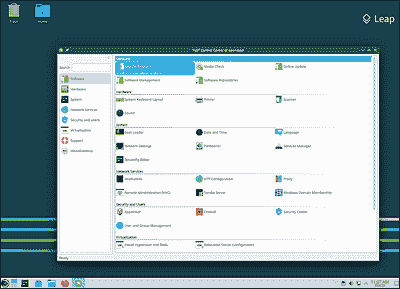 Trash
Home
Leap
YaST Control Center @ localhost
Search
Software
Hardware
System
Network Services
Security and Users
Virtualization
Support
Miscellaneous
Software
Media Check
Online Update
Software Management
Software Repositories
Hardware
System Keyboard Layout
Printer
Scanner
Sound
System
Boot Loader
Date and Time
Language
Network Settings
Partitioner
Services Manager
Sysconfig Editor
Network Services
Hostnames
NTP Configuration
Proxy
Remote Administration (VNC)
Samba Server
Windows Domain Membership
Security and Users
AppArmor
Firewall
Security Center
User and Group Management
Virtualization
Install Hypervisor and Tools
Relocation Server Configuration
Ready